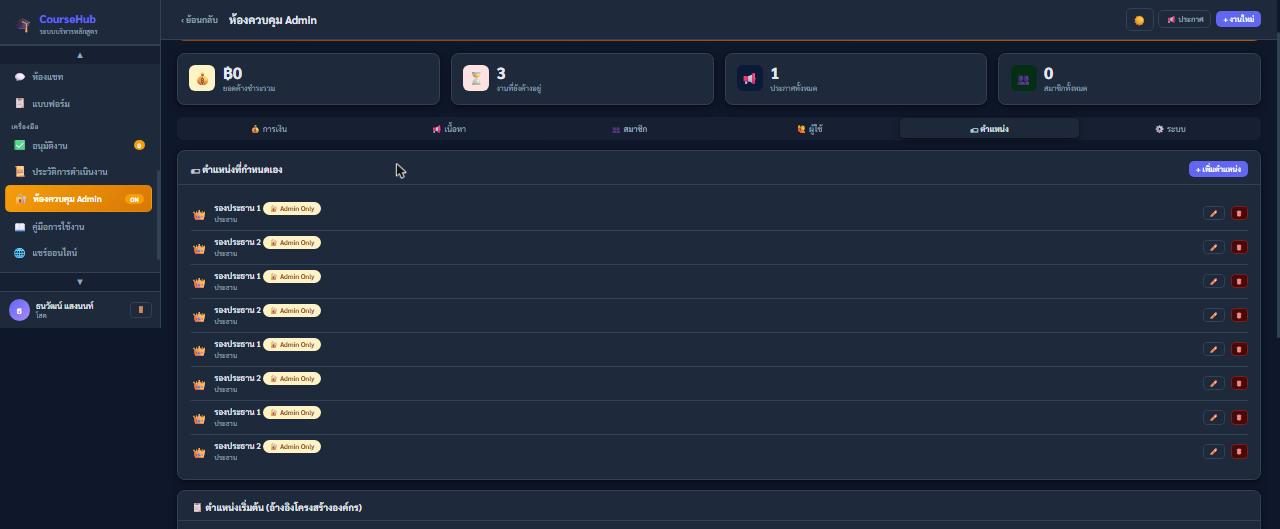 CourseHub
ระบบบริหารหลักสูตร
ห้องแชท
แบบฟอร์ม
เครื่องมือ
อนุมัติงาน 0
ประวัติการดำเนินงาน
ห้องควบคุม Admin ON
คู่มือการใช้งาน
แชร์ออนไลน์
ธ ธนวัฒน์ แสงนนท์
โสต
‹ ย้อนกลับ ห้องควบคุม Admin
ประกาศ + งานใหม่
฿0
ยอดค้างชำระรวม
3
งานที่ยังค้างอยู่
1
ประกาศทั้งหมด
0
สมาชิกทั้งหมด
การเงิน เนื้อหา สมาชิก ผู้ใช้ ตำแหน่ง ระบบ
ตำแหน่งที่กำหนดเอง + เพิ่มตำแหน่ง
รองประธาน 1 Admin Only
ประธาน
รองประธาน 2 Admin Only
ประธาน
รองประธาน 1 Admin Only
ประธาน
รองประธาน 2 Admin Only
ประธาน
รองประธาน 1 Admin Only
ประธาน
รองประธาน 2 Admin Only
ประธาน
รองประธาน 1 Admin Only
ประธาน
รองประธาน 2 Admin Only
ประธาน
ตำแหน่งเริ่มต้น (อ้างอิงโครงสร้างองค์กร)